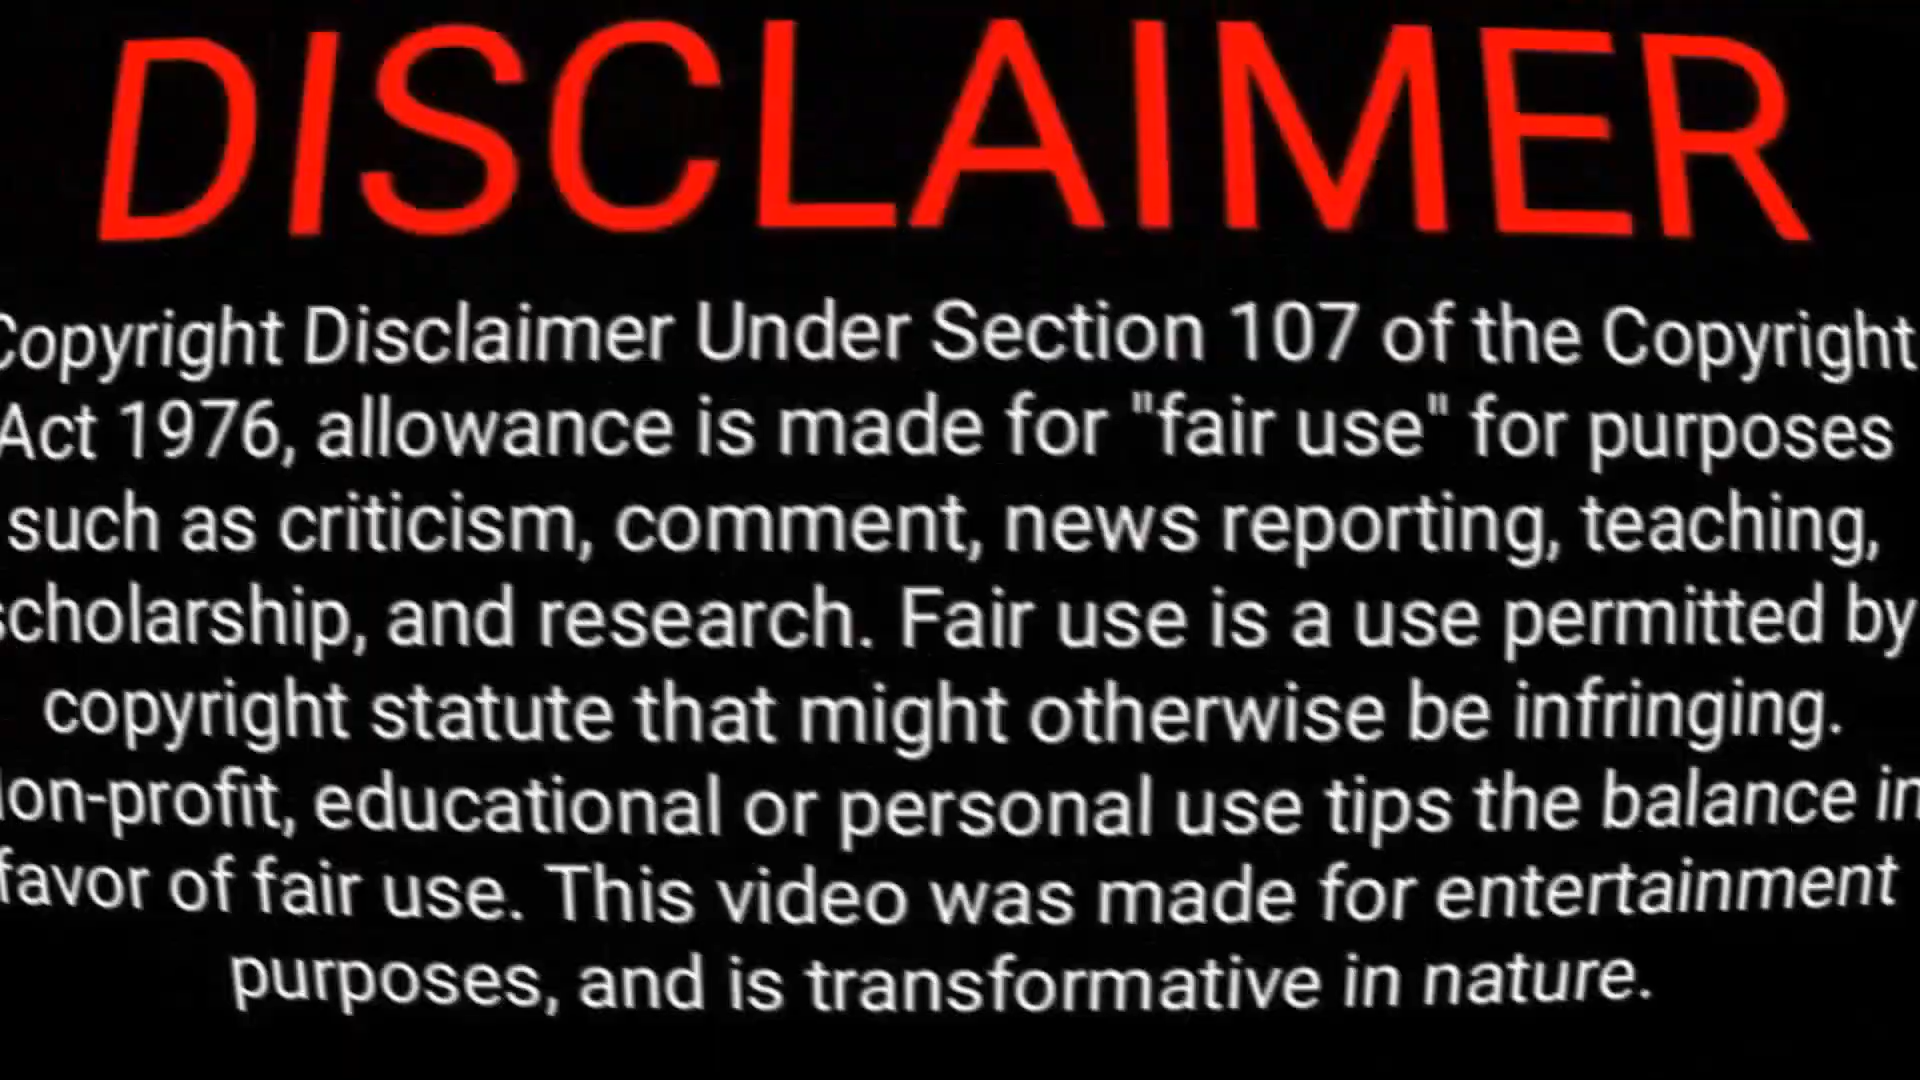 DISCLAIMER
Copyright Disclaimer Under Section 107 of the Copyright
Act 1976, allowance is made for "fair use" for purposes
such as criticism, comment, news reporting, teaching,
scholarship, and research. Fair use is a use permitted by
copyright statute that might otherwise be infringing.
Non-profit, educational or personal use tips the balance in
favor of fair use. This video was made for entertainment
purposes, and is transformative in nature.